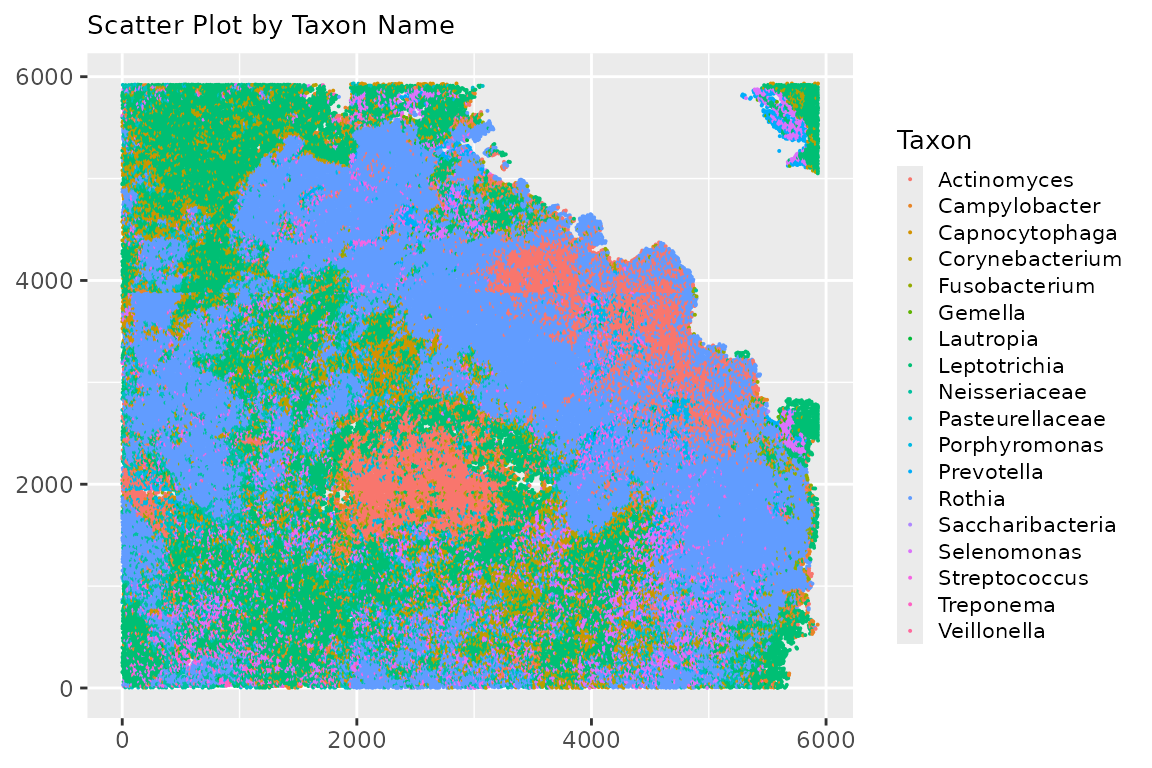 Scatter Plot by Taxon Name
6000
4000
2000
0
0
2000
4000
6000
Taxon
Actinomyces
Campylobacter
Capnocytophaga
Corynebacterium
Fusobacterium
Gemella
Lautropia
Leptotrichia
Neisseriaceae
Pasteurellaceae
Porphyromonas
Prevotella
Rothia
Saccharibacteria
Selenomonas
Streptococcus
Treponema
Veillonella